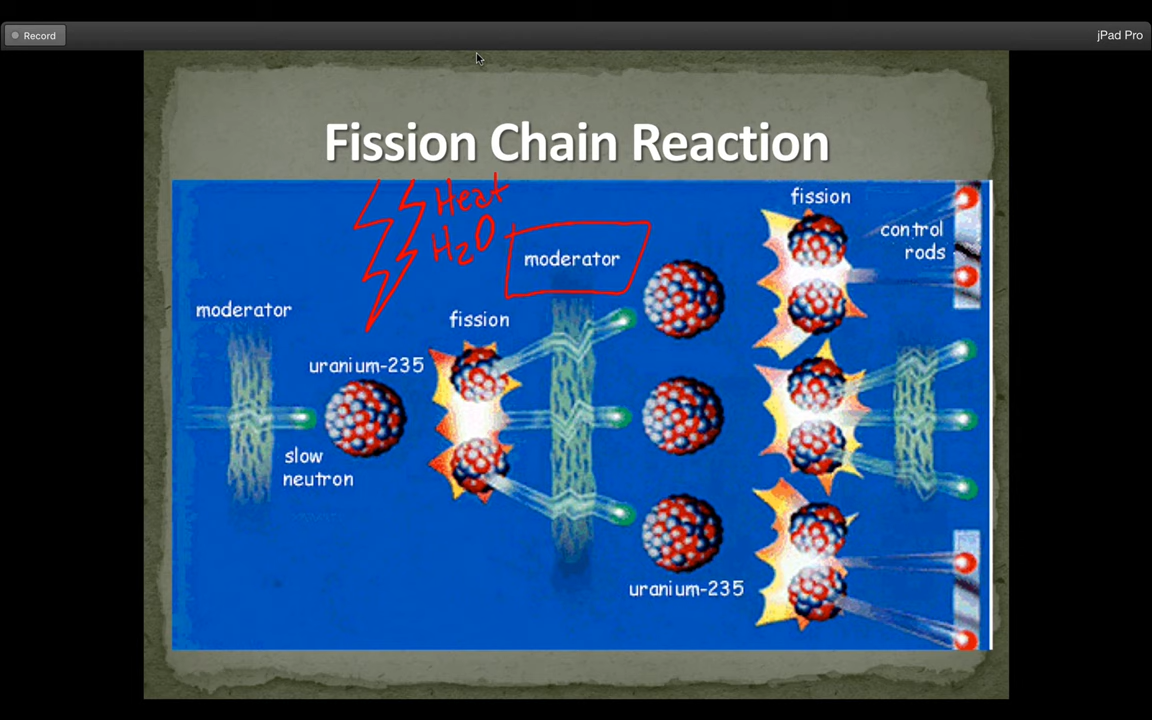 Record
jPad Pro
Fission Chain Reaction
Heat
H2O
fission
control
rods
moderator
moderator
fission
uranium-235
slow
neutron
uranium-235